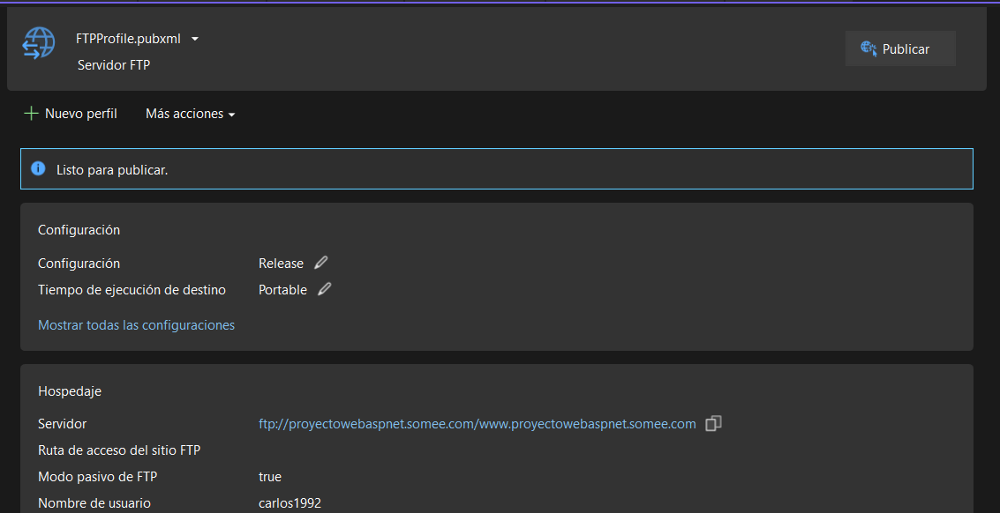 FTPProfile.pubxml
Servidor FTP
Publicar
Nuevo perfil Más acciones
Listo para publicar.
Configuración
Configuración Release
Tiempo de ejecución de destino Portable
Mostrar todas las configuraciones
Hospedaje
Servidor ftp://proyectowebaspnet.somee.com/www.proyectowebaspnet.somee.com
Ruta de acceso del sitio FTP
Modo pasivo de FTP true
Nombre de usuario carlos1992